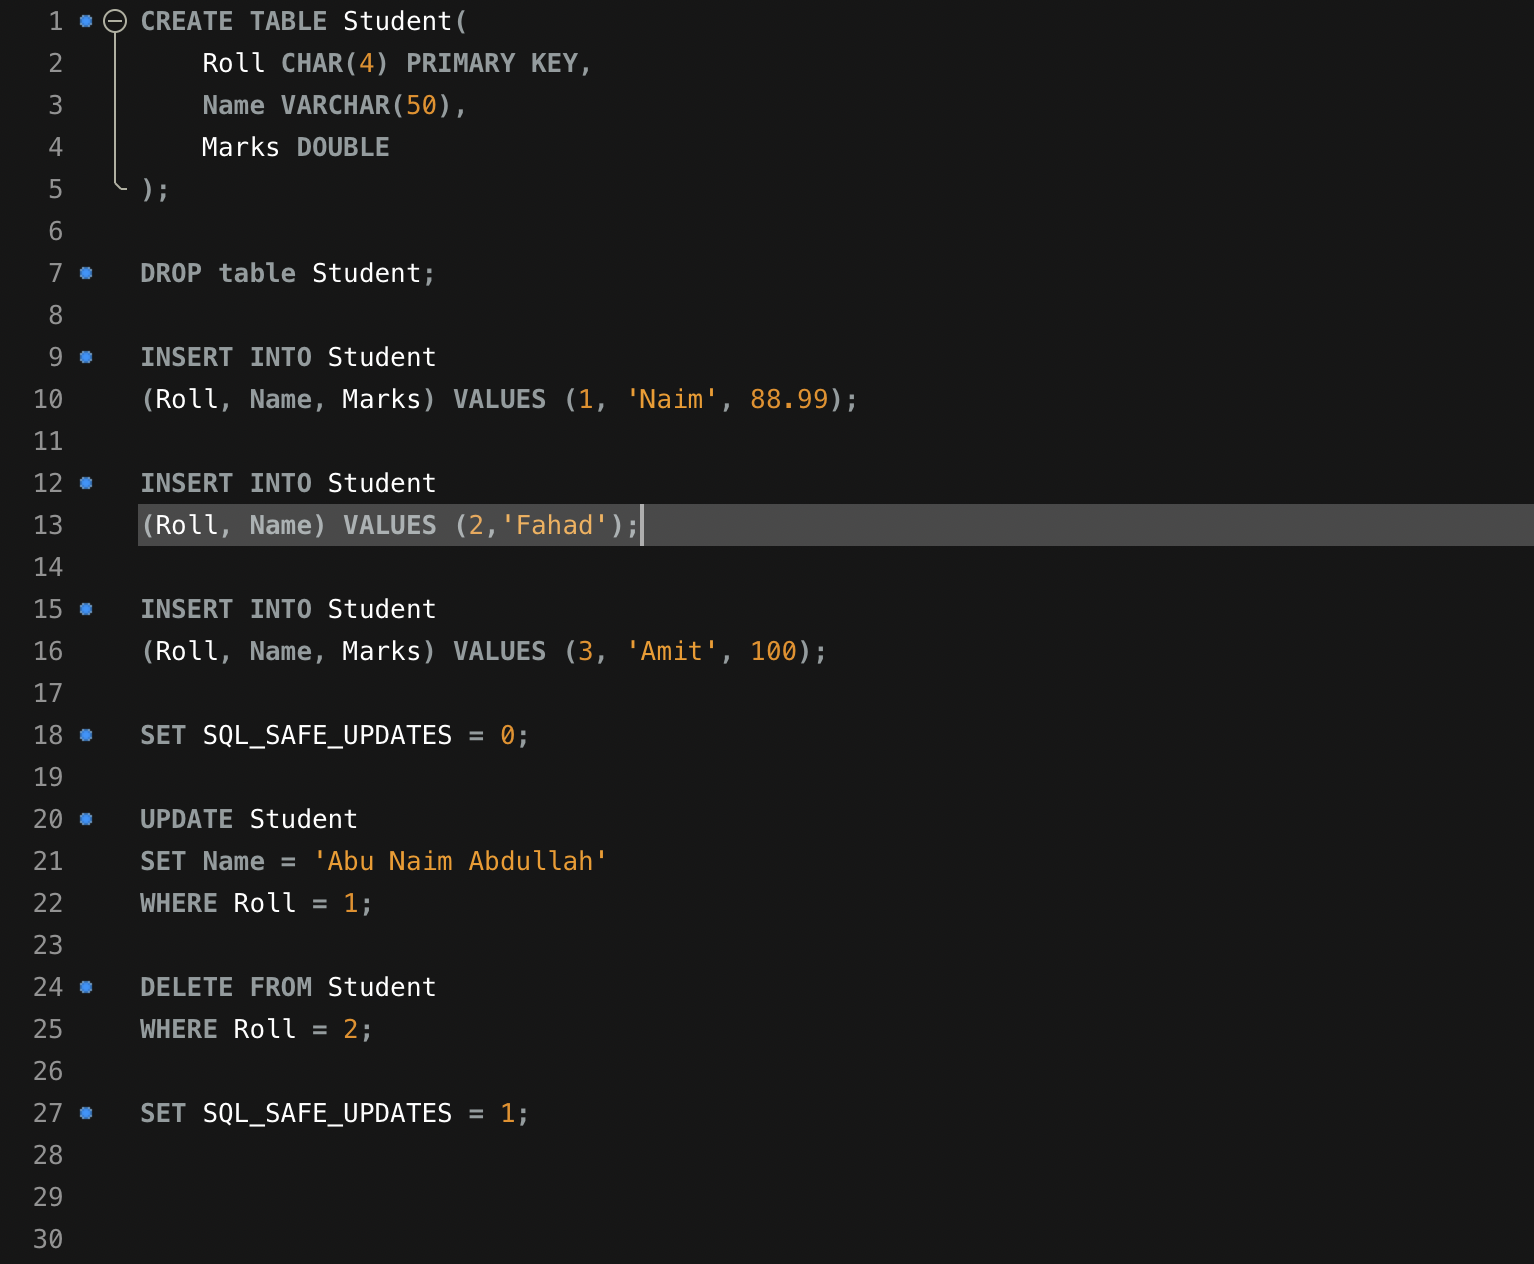 1 CREATE TABLE Student(
2 Roll CHAR(4) PRIMARY KEY,
3 Name VARCHAR(50),
4 Marks DOUBLE
5 );
6
7 DROP table Student;
8
9 INSERT INTO Student
10 (Roll, Name, Marks) VALUES (1, 'Naim', 88.99);
11
12 INSERT INTO Student
13 (Roll, Name) VALUES (2,'Fahad');
14
15 INSERT INTO Student
16 (Roll, Name, Marks) VALUES (3, 'Amit', 100);
17
18 SET SQL_SAFE_UPDATES = 0;
19
20 UPDATE Student
21 SET Name = 'Abu Naim Abdullah'
22 WHERE Roll = 1;
23
24 DELETE FROM Student
25 WHERE Roll = 2;
26
27 SET SQL_SAFE_UPDATES = 1;
28
29
30